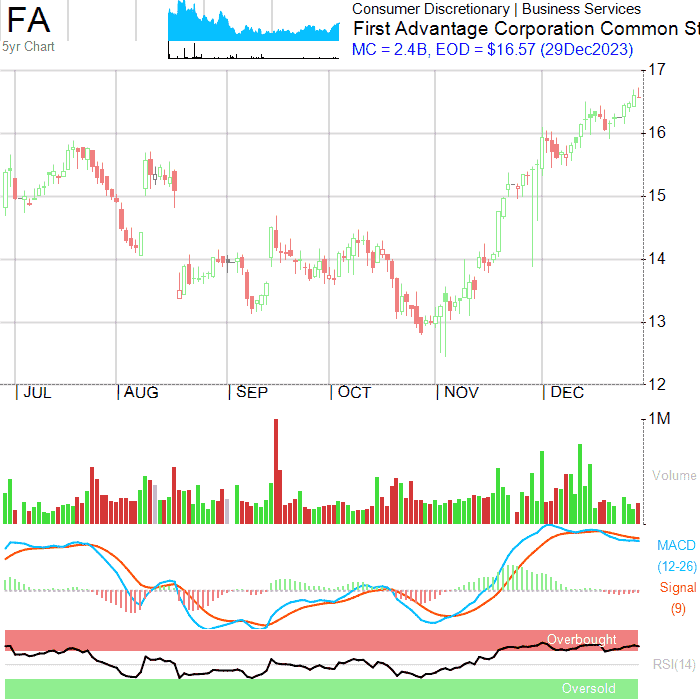 FA
5yr Chart
Consumer Discretionary | Business Services
First Advantage Corporation Common St
MC = 2.4B, EOD = $16.57 (29Dec2023)
17
16
15
14
13
12
|JUL |AUG |SEP |OCT |NOV |DEC
1M
Volume
MACD
(12-26)
Signal
(9)
Overbought
RSI(14)
Oversold